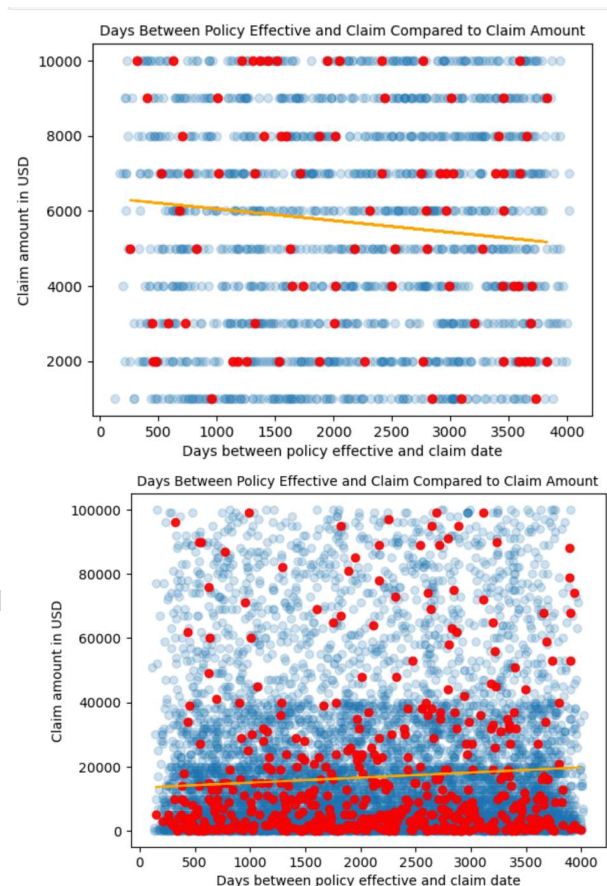 Days Between Policy Effective and Claim Compared to Claim Amount
10000
8000
6000
4000
2000
Claim amount in USD
0 500 1000 1500 2000 2500 3000 3500 4000
Days between policy effective and claim date
Days Between Policy Effective and Claim Compared to Claim Amount
100000
80000
60000
40000
20000
0
Claim amount in USD
0 500 1000 1500 2000 2500 3000 3500 4000
Days between policy effective and claim date